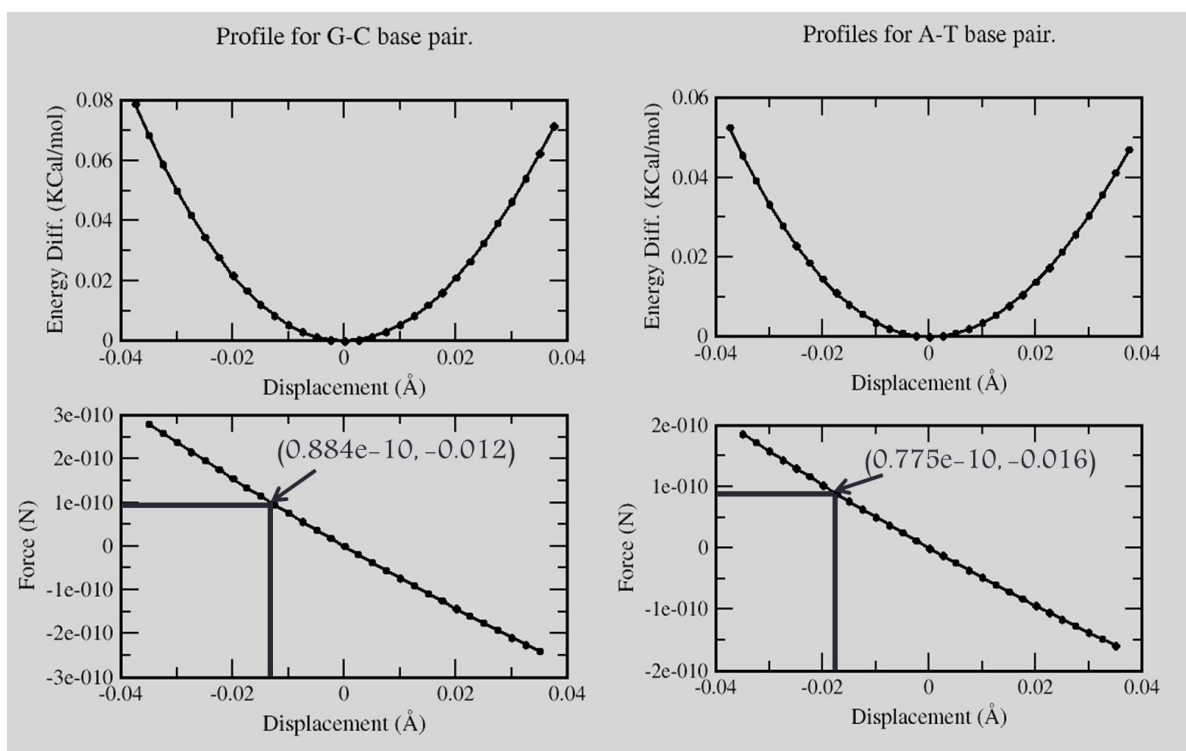 Profile for G-C base pair.
Profiles for A-T base pair.
0.08
0.06
0.04
0.02
0
Energy Diff. (KCal/mol)
-0.04
-0.02
0
0.02
0.04
Displacement (Å)
0.06
0.04
0.02
0
Energy Diff. (KCal/mol)
-0.04
-0.02
0
0.02
0.04
Displacement (Å)
3e-010
2e-010
1e-010
0
-1e-010
-2e-010
-3e-010
Force (N)
(0.884e-10, -0.012)
-0.04
-0.02
0
0.02
0.04
Displacement (Å)
2e-010
1e-010
0
-1e-010
-2e-010
Force (N)
(0.775e-10, -0.016)
-0.04
-0.02
0
0.02
0.04
Displacement (Å)